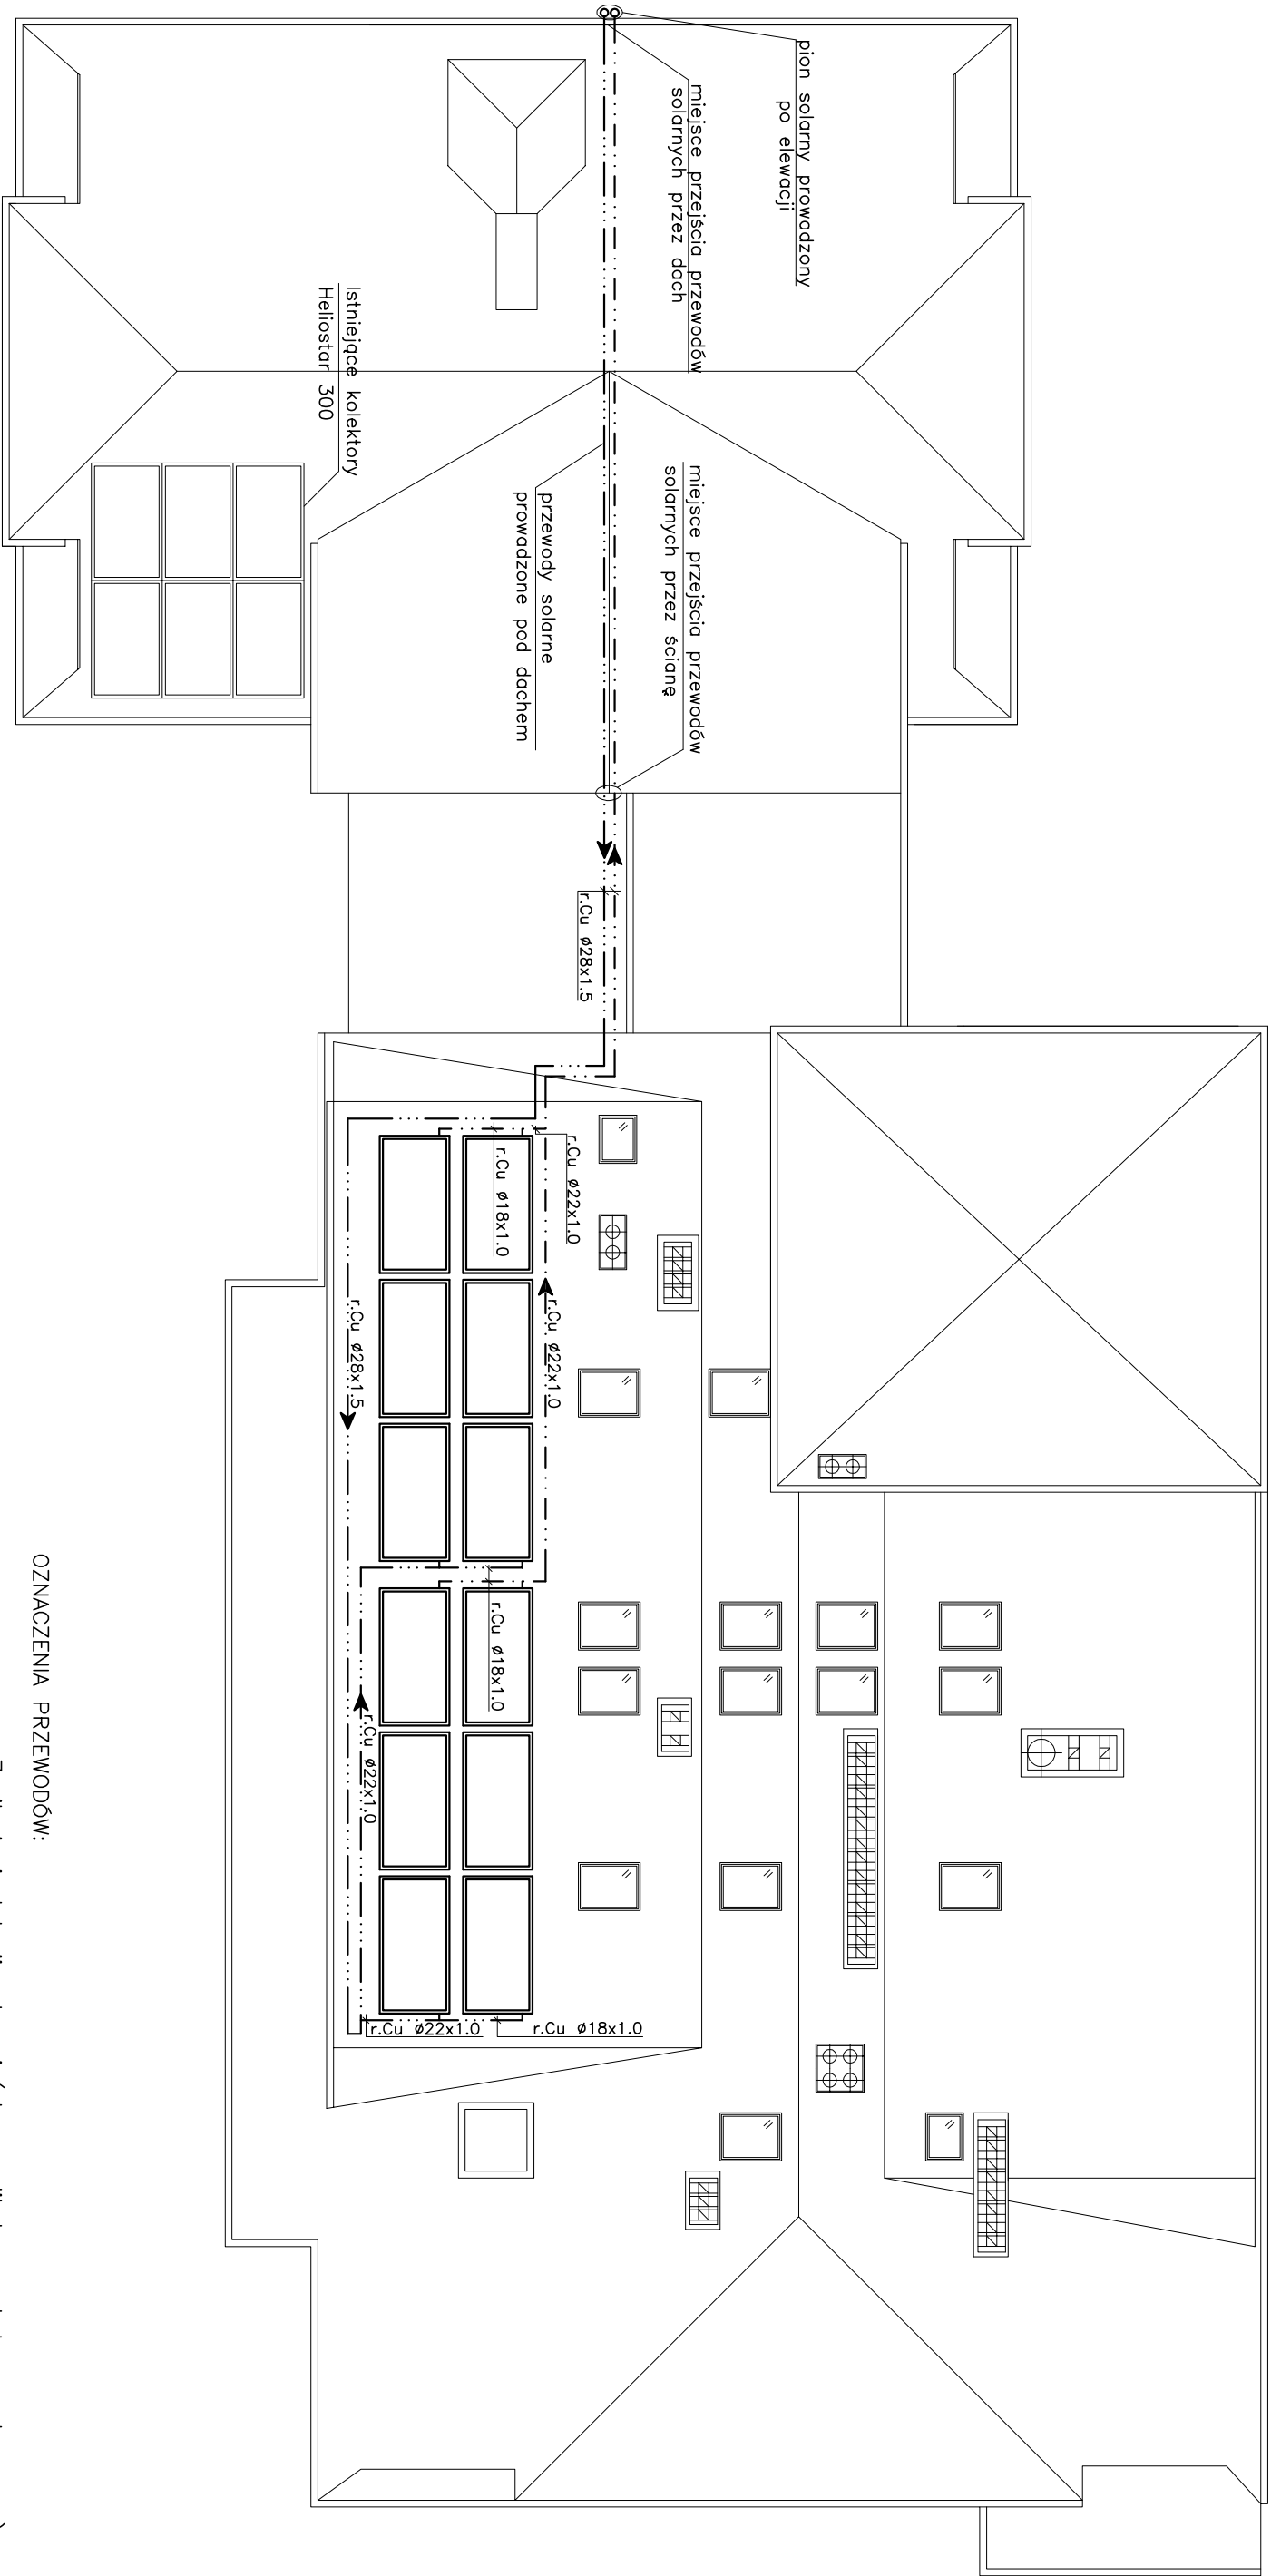 pion solarny prowadzony
po elewacji
miejsce przejścia przewodów
solarnych przez dach
Istniejące kolektory
Heliostar 300
miejsce przejścia przewodów
solarnych przez ścianę
przewody solarne
prowadzone pod dachem
r.Cu ø28x1.5
r.Cu ø22x1.0
r.Cu ø18x1.0
r.Cu ø22x1.0
r.Cu ø28x1.5
r.Cu ø18x1.0
r.Cu ø22x1.0
r.Cu ø22x1.0
r.Cu ø18x1.0
OZNACZENIA PRZEWODÓW: